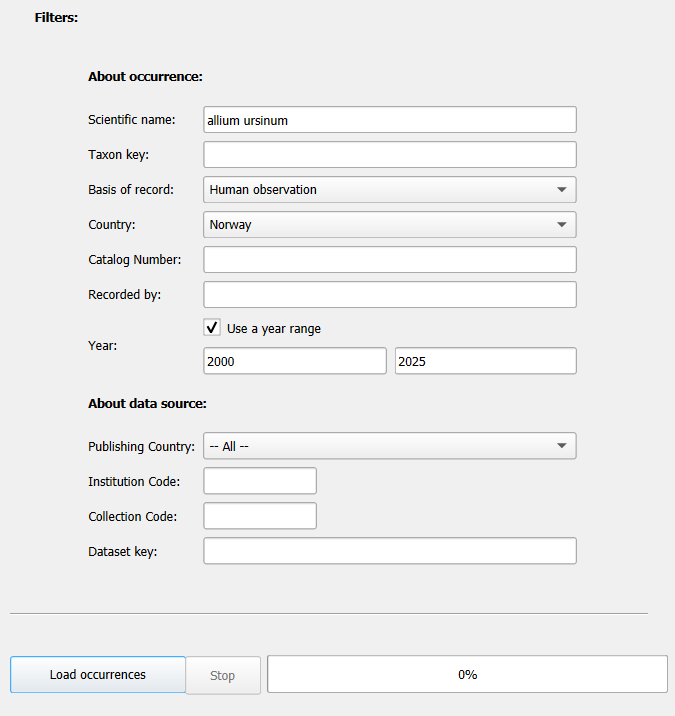 Filters:
About occurrence:
Scientific name: allium ursinum
Taxon key:
Basis of record: Human observation
Country: Norway
Catalog Number:
Recorded by:
Use a year range
Year:
2000 2025
About data source:
Publishing Country: -- All --
Institution Code:
Collection Code:
Dataset key:
Load occurrences Stop 0%